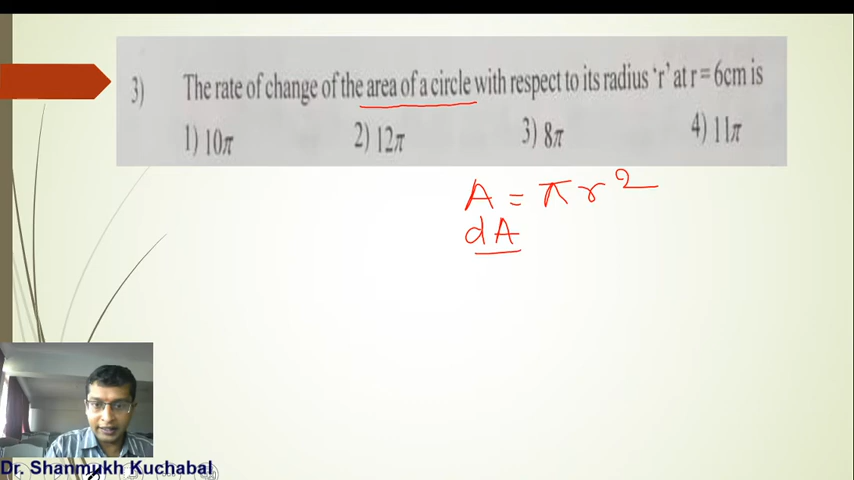 3) The rate of change of the area of a circle with respect to its radius 'r' at r = 6cm is
1) 10π 2) 12π 3) 8π 4) 11π
A = π r²
dA
Dr. Shanmukh Kuchabal